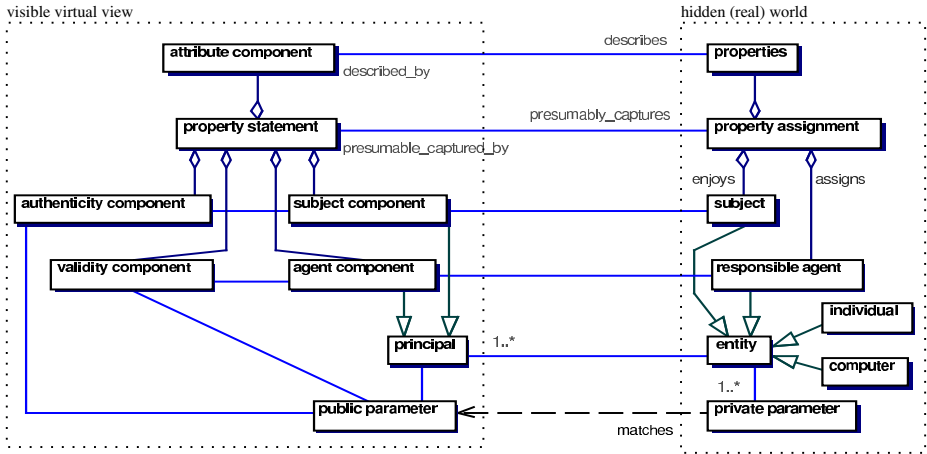 visible virtual view
hidden (real) world
attribute component
describes
properties
described_by
property statement
presumably_captures
property assignment
presumable_captured_by
enjoys
assigns
authenticity component
subject component
subject
validity component
agent component
responsible agent
individual
principal
1..*
entity
computer
1..*
public parameter
private parameter
matches